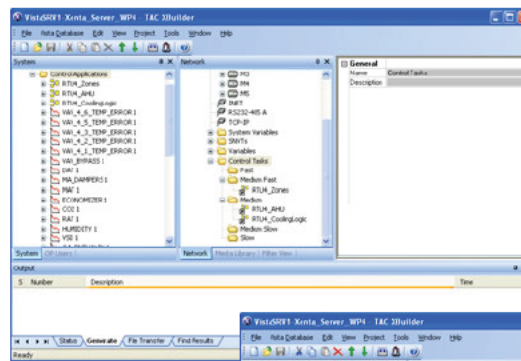 VistaSRV1-Xenta_Server_WP4 - TAC XBuilder
File Vista Database Edit View Project Tools Window Help
System
ControlApplications
RTU4_Zones
RTU4_AHU
RTU4_CoolingLogic
VAV_4_6_TEMP_ERROR 1
VAV_4_5_TEMP_ERROR 1
VAV_4_4_TEMP_ERROR 1
VAV_4_2_TEMP_ERROR 1
VAV_4_1_TEMP_ERROR 1
VAV_BYPASS 1
DAT 1
MA_DAMPERS 1
MAT 1
ECONOMIZER 1
CO2 1
RAT 1
HUMIDITY 1
VSD 1
System
Network
M3
M4
M5
INET
RS232-485 A
TCP-IP
System Variables
SNVTs
Variables
Control Tasks
Fast
Medium Fast
RTU4_Zones
Medium
RTU4_AHU
RTU4_CoolingLogic
Medium Slow
Slow
Network Media Library Filter View
General
Name Control Tasks
Description
Output
S Number Description Time
Status Generate File Transfer Find Results
Ready
VistaSRV1-Xenta_Server_WP4 - TAC XBuilder
File Vista Database Edit View Project Tools Window Help